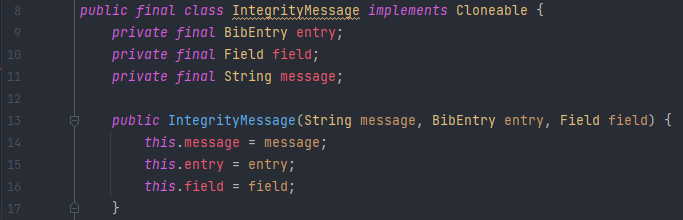 8 public final class IntegrityMessage implements Cloneable {
9 private final BibEntry entry;
10 private final Field field;
11 private final String message;
12
13 public IntegrityMessage(String message, BibEntry entry, Field field) {
14 this.message = message;
15 this.entry = entry;
16 this.field = field;
17 }